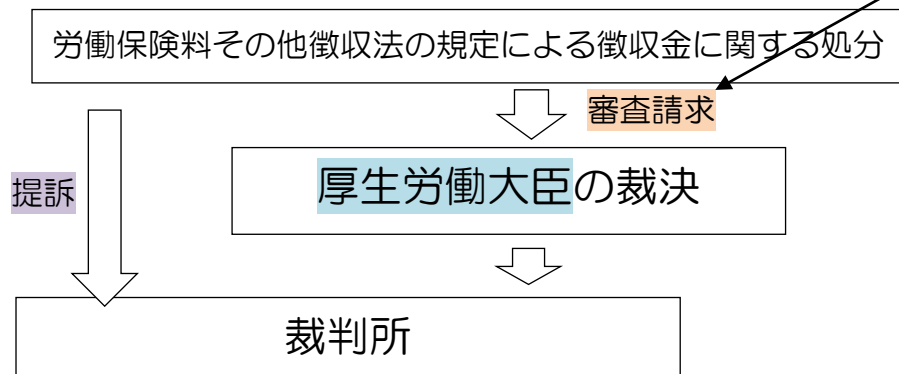 労働保険料その他徴収法の規定による徴収金に関する処分
審査請求
提訴
厚生労働大臣の裁決
裁判所